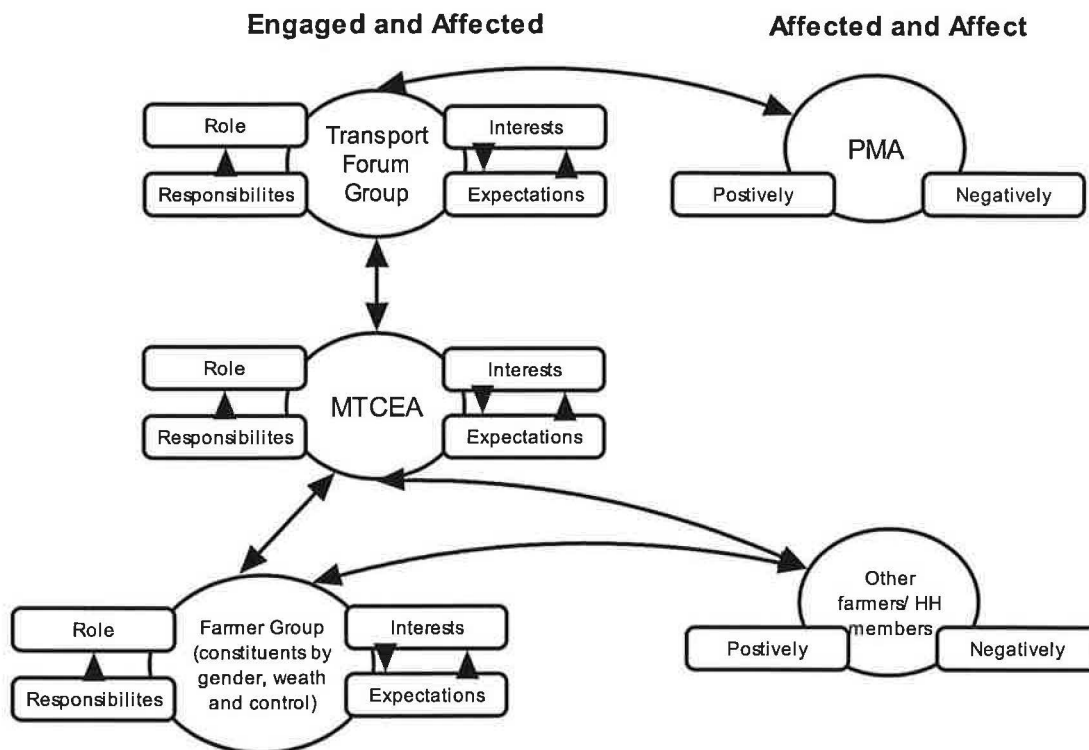 Engaged and Affected
Affected and Affect
Role
Responsibilites
Transport
Forum
Group
Interests
Expectations
PMA
Postively
Negatively
Role
Responsibilites
MTCEA
Interests
Expectations
Role
Responsibilites
Farmer Group
(constituents by
gender, weath
and control)
Interests
Expectations
Other
farmers/ HH
members
Postively
Negatively